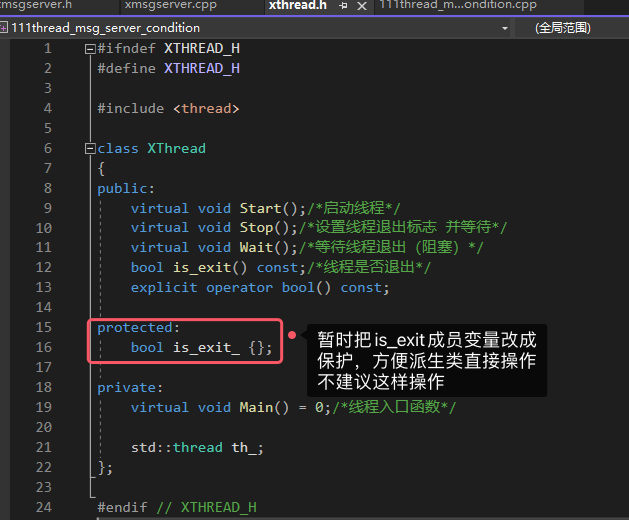 xmsgserver.h xmsgserver.cpp xthread.h 111thread_m...ondition.cpp
111thread_msg_server_condition (全局范围)
1 #ifndef XTHREAD_H
2 #define XTHREAD_H
3
4 #include <thread>
5
6 class XThread
7 {
8 public:
9 virtual void Start();/*启动线程*/
10 virtual void Stop();/*设置线程退出标志 并等待*/
11 virtual void Wait();/*等待线程退出（阻塞）*/
12 bool is_exit() const;/*线程是否退出*/
13 explicit operator bool() const;
14
15 protected:
16 bool is_exit_ {};
17
18 private:
19 virtual void Main() = 0;/*线程入口函数*/
20
21 std::thread th_;
22 };
23
24 #endif // XTHREAD_H
暂时把is_exit成员变量改成
保护，方便派生类直接操作
不建议这样操作